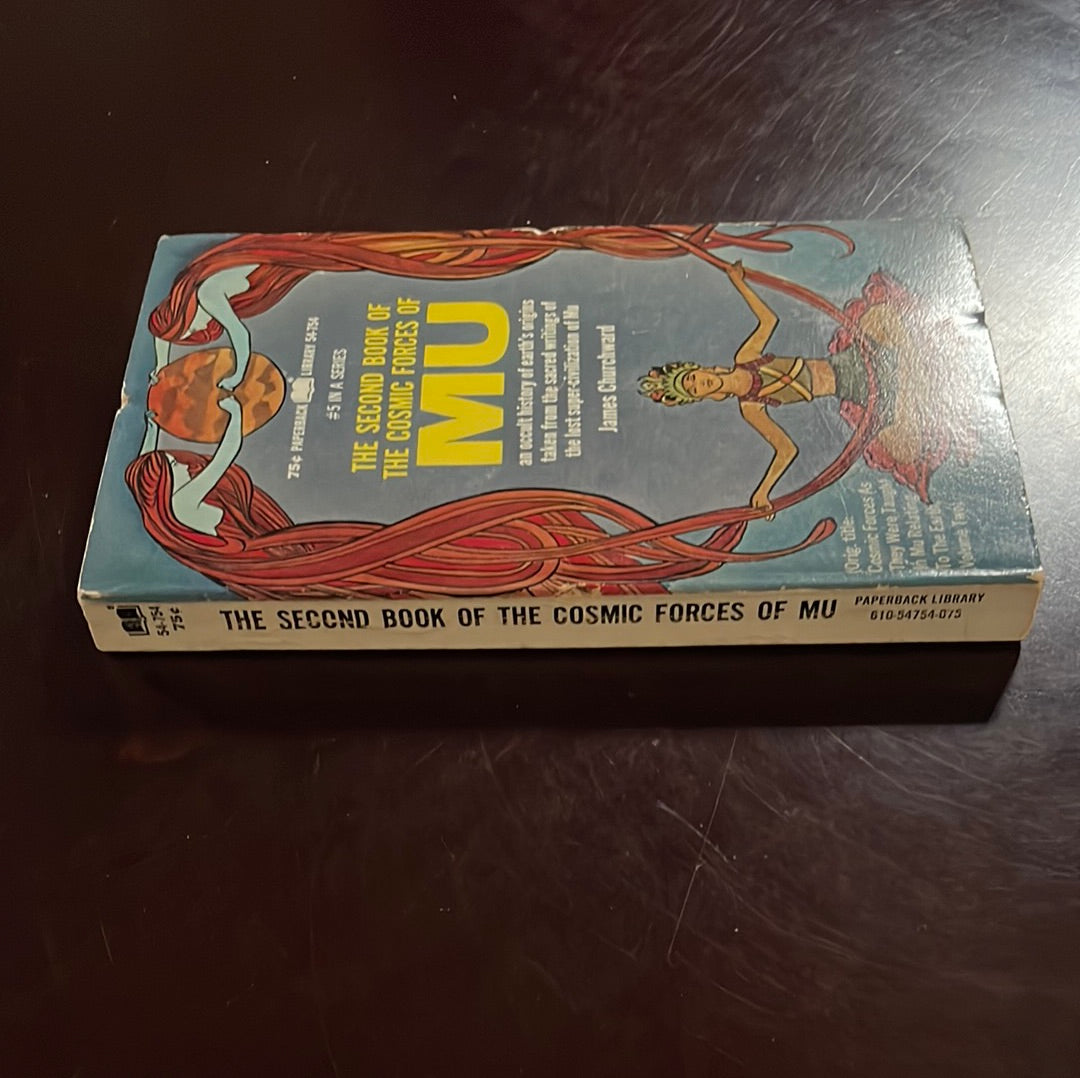 75¢ PAPERBACK LIBRARY 54-754
#5 IN A SERIES
THE SECOND BOOK OF
THE COSMIC FORCES OF
MU
an occult history of earth's origins
taken from the sacred writings of
the lost super-civilization of Mu
James Churchward
(Orig. title:
Cosmic Forces As
They Were Taught
In Mu Relating
To The Earth
Volume Two)
54-754
75¢
THE SECOND BOOK OF THE COSMIC FORCES OF MU
PAPERBACK LIBRARY
610-54754-075